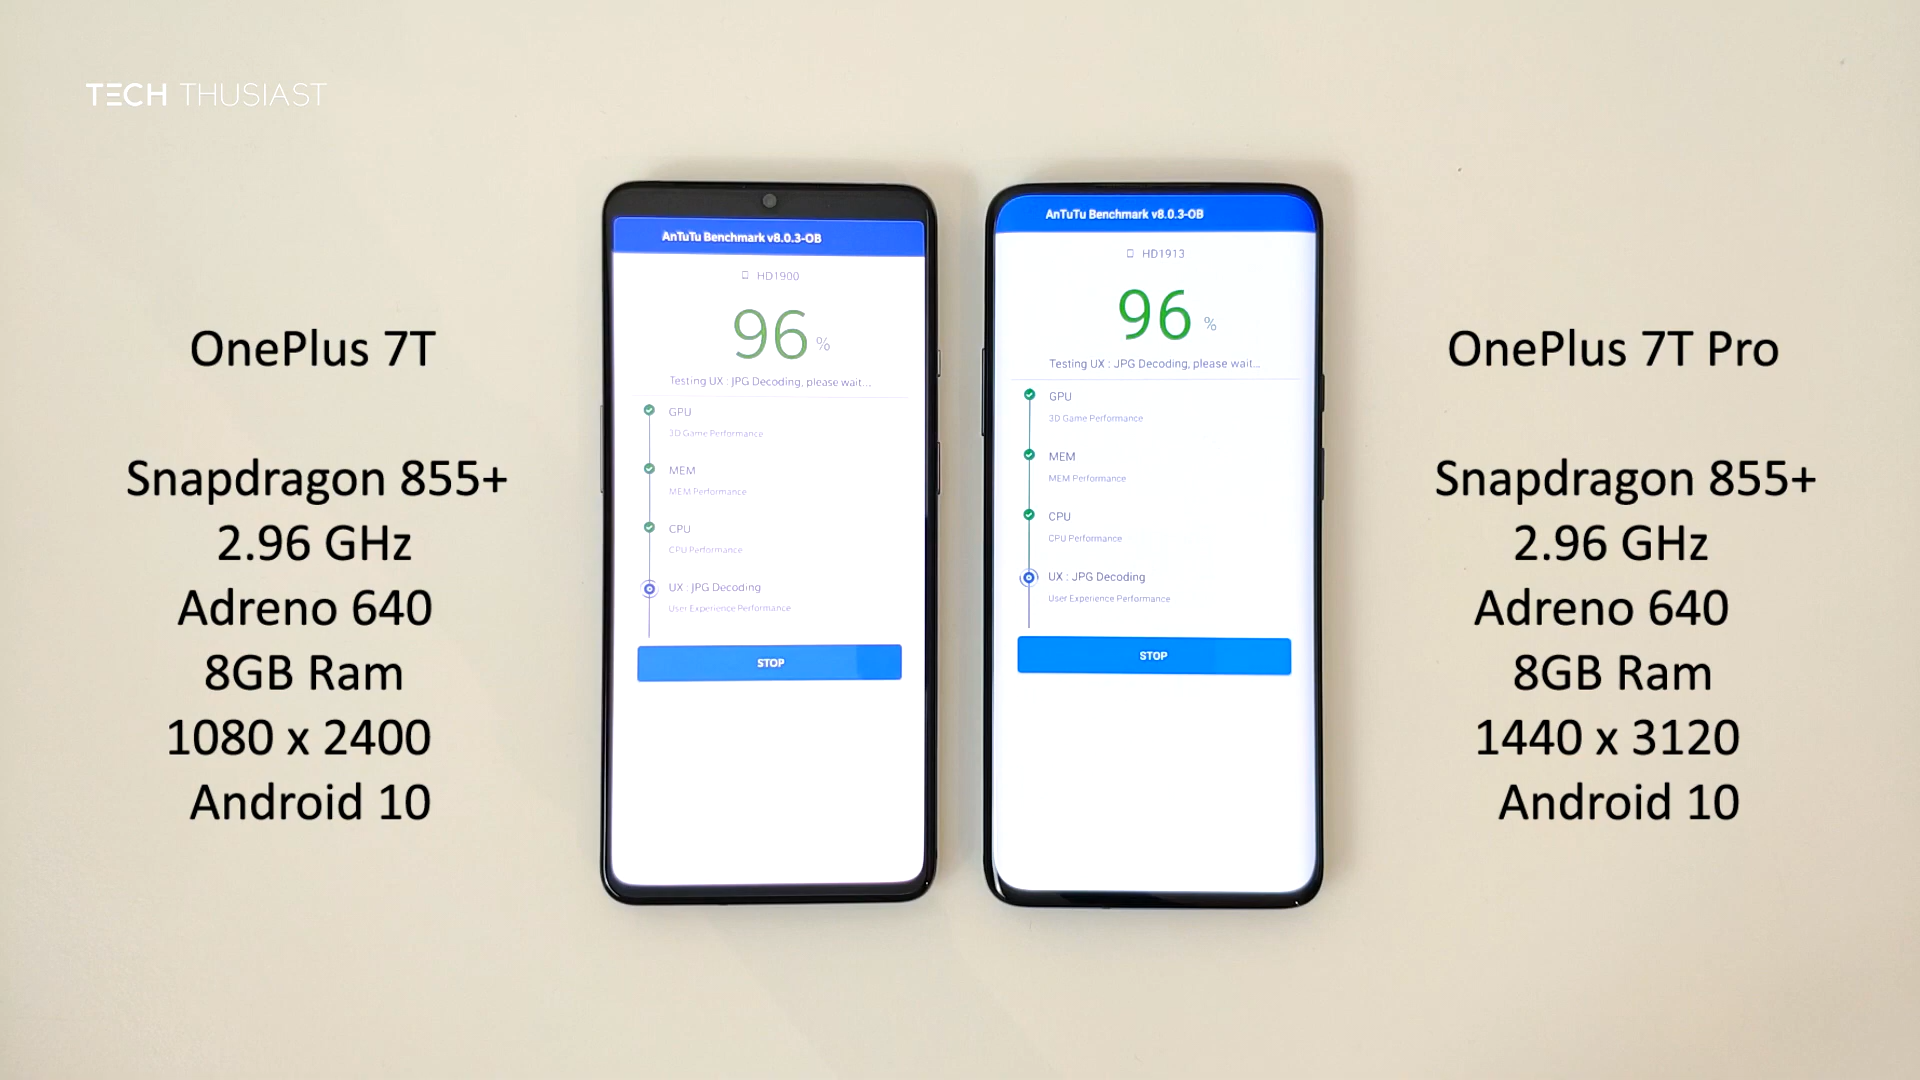 TECH THUSIAST
OnePlus 7T
Snapdragon 855+
2.96 GHz
Adreno 640
8GB Ram
1080 x 2400
Android 10
AnTuTu Benchmark v8.0.3-OB
HD1900
96 %
Testing UX : JPG Decoding, please wait...
GPU
3D Game Performance
MEM
MEM Performance
CPU
CPU Performance
UX : JPG Decoding
User Experience Performance
STOP
AnTuTu Benchmark v8.0.3-OB
HD1913
96 %
Testing UX : JPG Decoding, please wait...
GPU
3D Game Performance
MEM
MEM Performance
CPU
CPU Performance
UX : JPG Decoding
User Experience Performance
STOP
OnePlus 7T Pro
Snapdragon 855+
2.96 GHz
Adreno 640
8GB Ram
1440 x 3120
Android 10